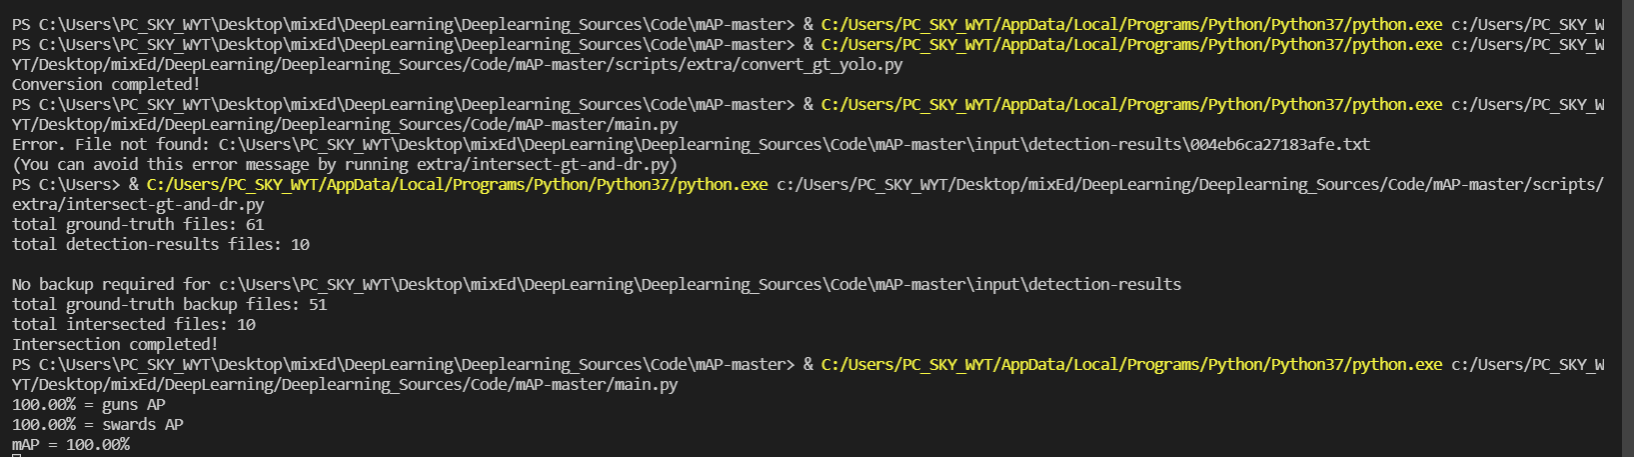 PS C:\Users\PC_SKY_WYT\Desktop\mixEd\DeepLearning\Deeplearning_Sources\Code\mAP-master> & C:/Users/PC_SKY_WYT/AppData/Local/Programs/Python/Python37/python.exe c:/Users/PC_SKY_W
PS C:\Users\PC_SKY_WYT\Desktop\mixEd\DeepLearning\Deeplearning_Sources\Code\mAP-master> & C:/Users/PC_SKY_WYT/AppData/Local/Programs/Python/Python37/python.exe c:/Users/PC_SKY_W
YT/Desktop/mixEd/DeepLearning/Deeplearning_Sources/Code/mAP-master/scripts/extra/convert_gt_yolo.py
Conversion completed!
PS C:\Users\PC_SKY_WYT\Desktop\mixEd\DeepLearning\Deeplearning_Sources\Code\mAP-master> & C:/Users/PC_SKY_WYT/AppData/Local/Programs/Python/Python37/python.exe c:/Users/PC_SKY_W
YT/Desktop/mixEd/DeepLearning/Deeplearning_Sources/Code/mAP-master/main.py
Error. File not found: C:\Users\PC_SKY_WYT\Desktop\mixEd\DeepLearning\Deeplearning_Sources\Code\mAP-master\input\detection-results\004eb6ca27183afe.txt
(You can avoid this error message by running extra/intersect-gt-and-dr.py)
PS C:\Users> & C:/Users/PC_SKY_WYT/AppData/Local/Programs/Python/Python37/python.exe c:/Users/PC_SKY_WYT/Desktop/mixEd/DeepLearning/Deeplearning_Sources/Code/mAP-master/scripts/
extra/intersect-gt-and-dr.py
total ground-truth files: 61
total detection-results files: 10
No backup required for c:\Users\PC_SKY_WYT\Desktop\mixEd\DeepLearning\Deeplearning_Sources\Code\mAP-master\input\detection-results
total ground-truth backup files: 51
total intersected files: 10
Intersection completed!
PS C:\Users\PC_SKY_WYT\Desktop\mixEd\DeepLearning\Deeplearning_Sources\Code\mAP-master> & C:/Users/PC_SKY_WYT/AppData/Local/Programs/Python/Python37/python.exe c:/Users/PC_SKY_W
YT/Desktop/mixEd/DeepLearning/Deeplearning_Sources/Code/mAP-master/main.py
100.00% = guns AP
100.00% = swards AP
mAP = 100.00%